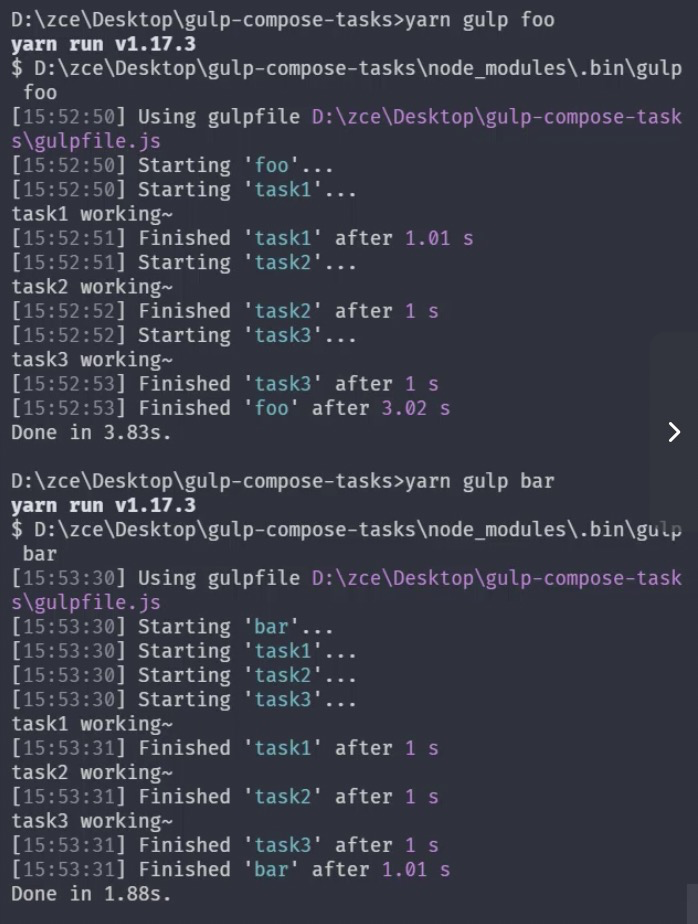 D:\zce\Desktop\gulp-compose-tasks>yarn gulp foo
yarn run v1.17.3
$ D:\zce\Desktop\gulp-compose-tasks\node_modules\.bin\gulp
foo
[15:52:50] Using gulpfile D:\zce\Desktop\gulp-compose-task
s\gulpfile.js
[15:52:50] Starting 'foo'...
[15:52:50] Starting 'task1'...
task1 working~
[15:52:51] Finished 'task1' after 1.01 s
[15:52:51] Starting 'task2'...
task2 working~
[15:52:52] Finished 'task2' after 1 s
[15:52:52] Starting 'task3'...
task3 working~
[15:52:53] Finished 'task3' after 1 s
[15:52:53] Finished 'foo' after 3.02 s
Done in 3.83s.
D:\zce\Desktop\gulp-compose-tasks>yarn gulp bar
yarn run v1.17.3
$ D:\zce\Desktop\gulp-compose-tasks\node_modules\.bin\gulp
bar
[15:53:30] Using gulpfile D:\zce\Desktop\gulp-compose-task
s\gulpfile.js
[15:53:30] Starting 'bar'...
[15:53:30] Starting 'task1'...
[15:53:30] Starting 'task2'...
[15:53:30] Starting 'task3'...
task1 working~
[15:53:31] Finished 'task1' after 1 s
task2 working~
[15:53:31] Finished 'task2' after 1 s
task3 working~
[15:53:31] Finished 'task3' after 1 s
[15:53:31] Finished 'bar' after 1.01 s
Done in 1.88s.